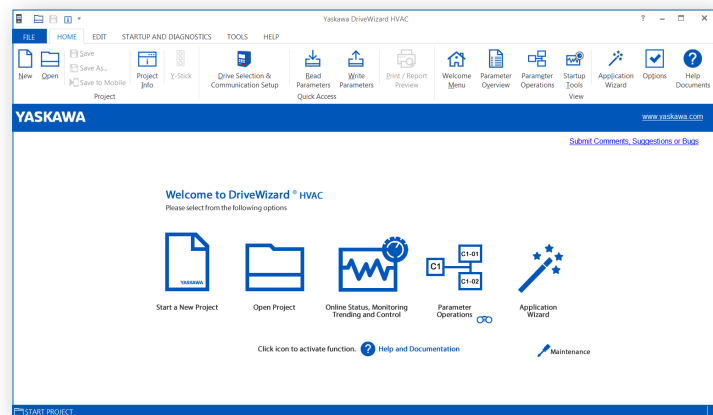 Yaskawa DriveWizard HVAC
FILE HOME EDIT STARTUP AND DIAGNOSTICS TOOLS HELP
New Open Save
Save As..
Save to Mobile
Project
Info
Y-Stick
Drive Selection &
Communication Setup
Read
Parameters
Write
Parameters
Print / Report
Preview
Welcome
Menu
Parameter
Overview
Parameter
Operations
Startup
Tools
Application
Wizard
Options
Help
Documents
Project Quick Access View
YASKAWA www.yaskawa.com
Submit Comments, Suggestions or Bugs
Welcome to DriveWizard ® HVAC
Please select from the following options
YASKAWA
C1 C1-01
C1-02
Start a New Project
Open Project
Online Status, Monitoring
Trending and Control
Parameter
Operations
Application
Wizard
Click icon to activate function. ? Help and Documentation
Maintenance
START PROJECT